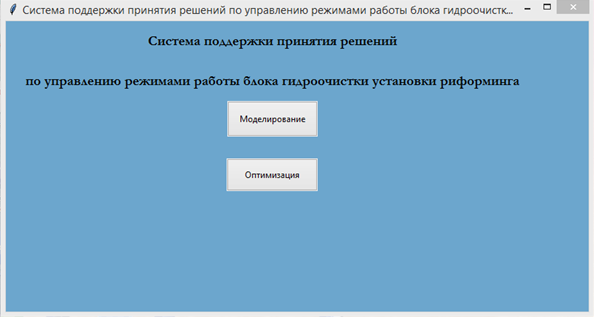 Система поддержки принятия решений по управлению режимами работы блока гидроочистк...
Система поддержки принятия решений
по управлению режимами работы блока гидроочистки установки риформинга
Моделирование
Оптимизация